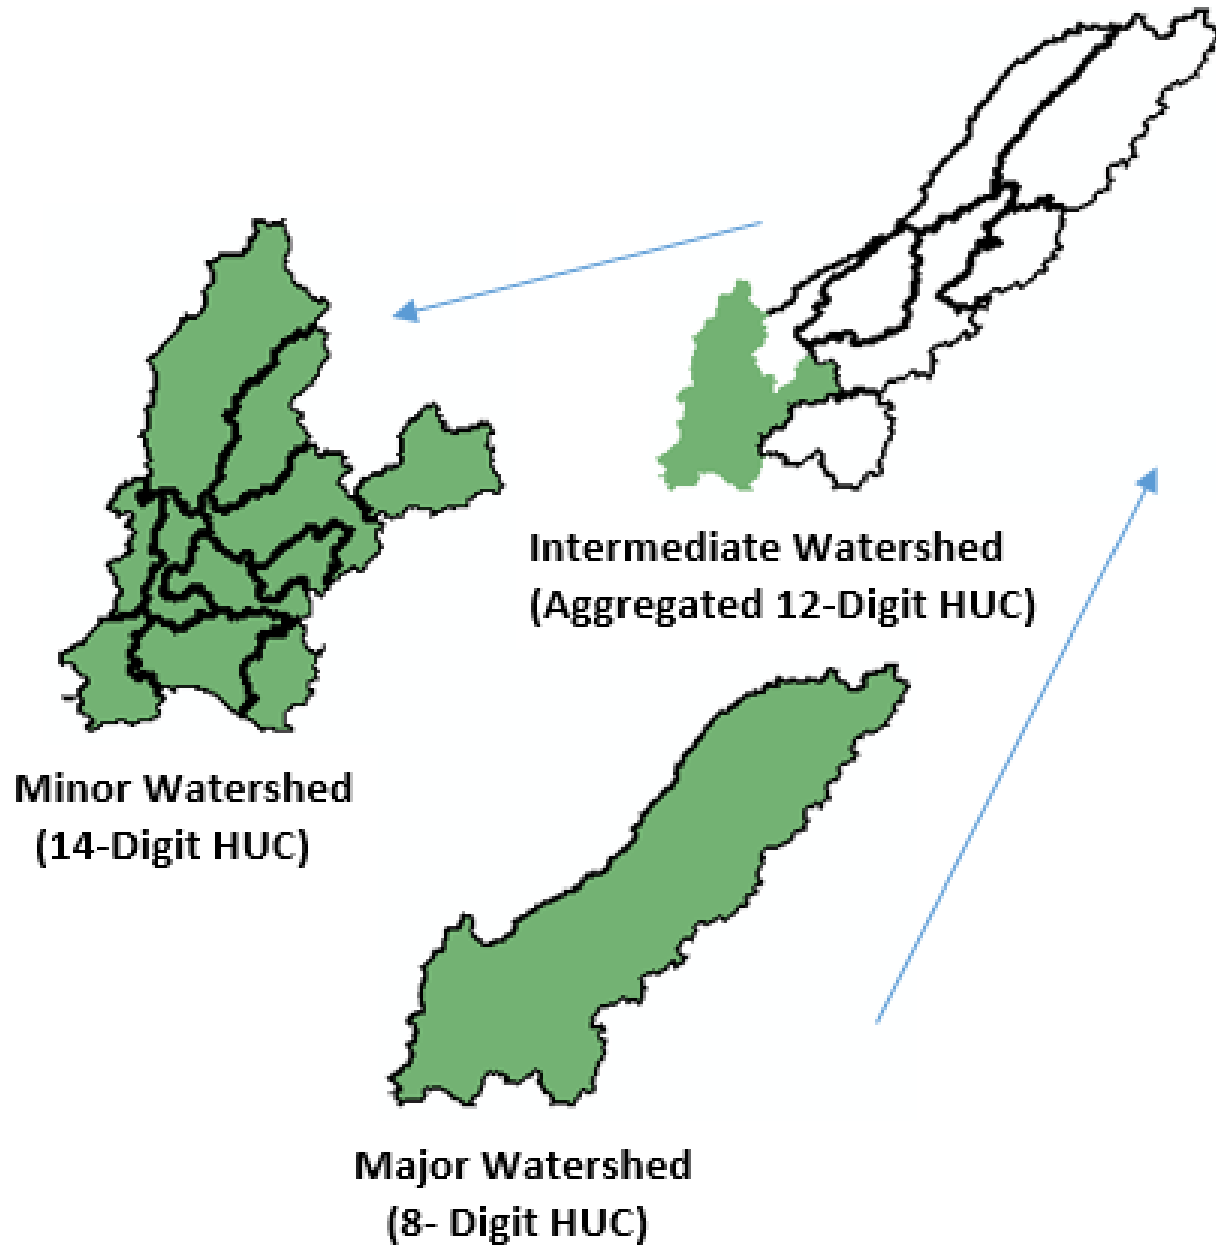 Intermediate Watershed
(Aggregated 12-Digit HUC)
Minor Watershed
(14-Digit HUC)
Major Watershed
(8- Digit HUC)